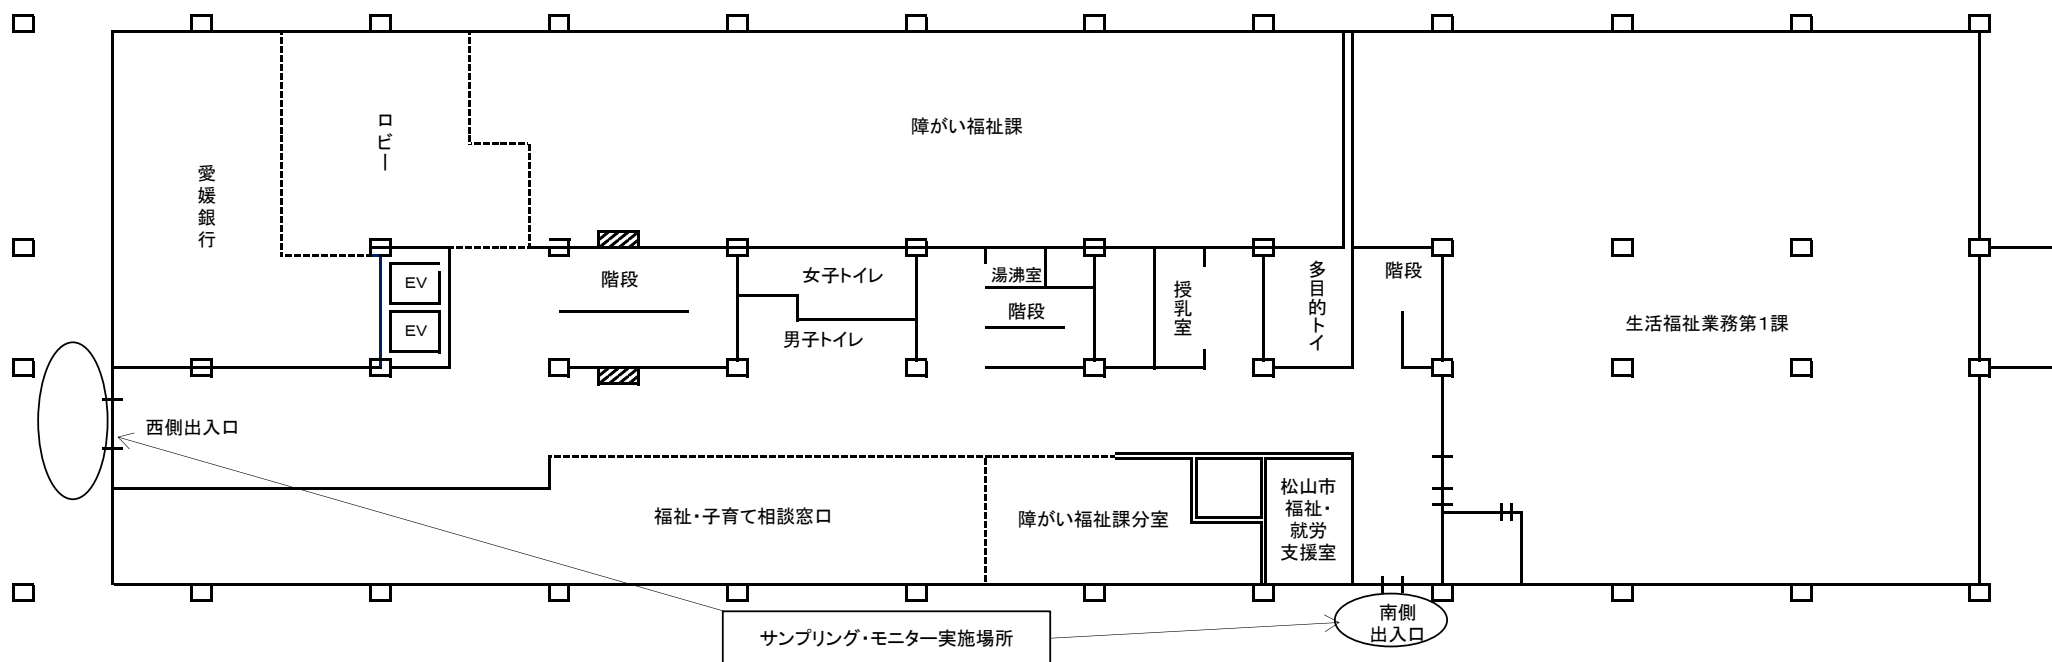 障がい福祉課
ロビー
愛媛銀行
EV
EV
階段
女子トイレ
男子トイレ
湯沸室
階段
授乳室
多目的トイ
階段
生活福祉業務第１課
西側出入口
福祉・子育て相談窓口
障がい福祉課分室
松山市
福祉・
就労
支援室
サンプリング・モニター実施場所
南側
出入口